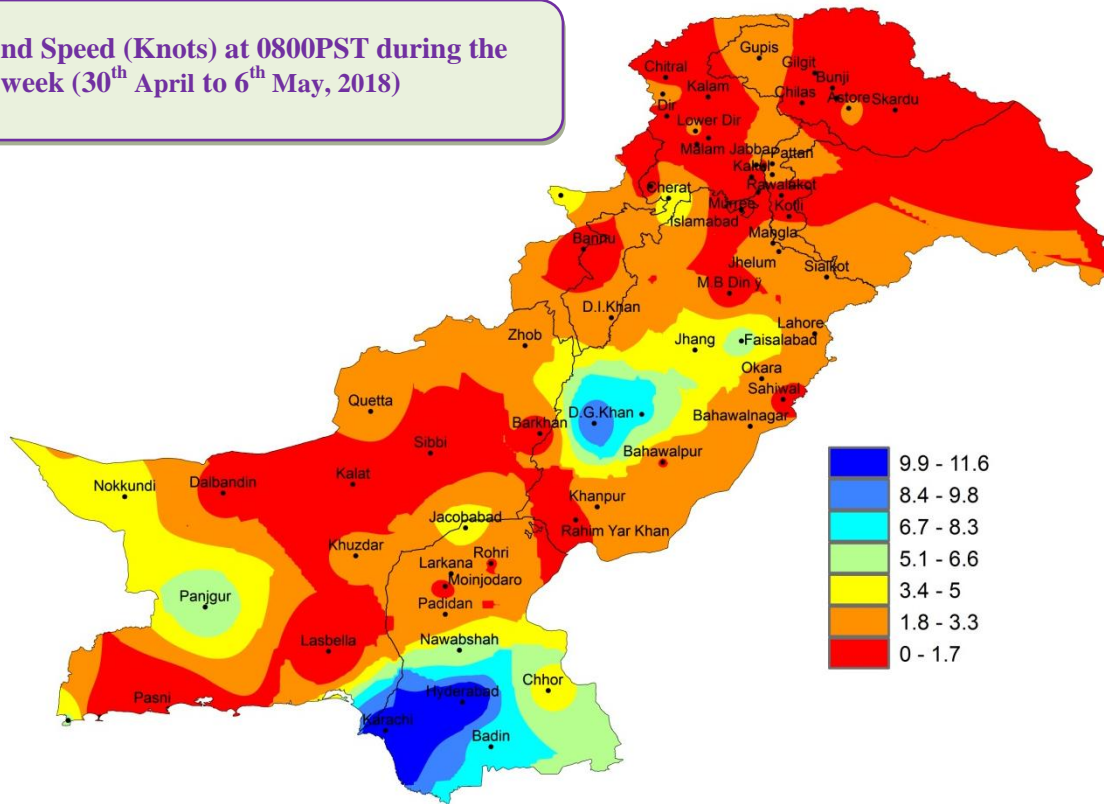 nd Speed (Knots) at 0800PST during the
week (30th April to 6th May, 2018)
Gupis
Chitral
Gilgit
Bunji
Kalam
Chilas
Astore
Skardu
Dir
Lower Dir
Malam Jabba
Pattan
Kakul
Cherat
Rawalakot
Murree
Kotli
Islamabad
Mangla
Bannu
Jhelum
Sialkot
M.B Din ÿ
D.I.Khan
Lahore
Zhob
Jhang
Faisalabad
Okara
Sahiwal
Quetta
D.G.Khan
Bahawalnagar
Barkhan
Sibbi
Bahawalpur
Nokkundi
Dalbandin
Kalat
Khanpur
Jacobabad
Rahim Yar Khan
Khuzdar
Rohri
Larkana
Moinjodaro
Panjgur
Padidan
Lasbella
Nawabshah
Chhor
Pasni
Hyderabad
Karachi
Badin
9.9 - 11.6
8.4 - 9.8
6.7 - 8.3
5.1 - 6.6
3.4 - 5
1.8 - 3.3
0 - 1.7